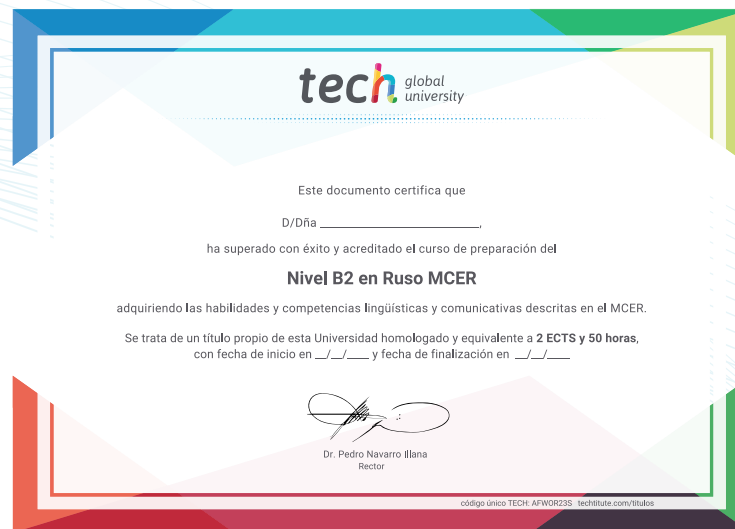 tech global
university
Este documento certifica que
D/Dña ____________________,
ha superado con éxito y acreditado el curso de preparación del
Nivel B2 en Ruso MCER
adquiriendo las habilidades y competencias lingüísticas y comunicativas descritas en el MCER.
Se trata de un título propio de esta Universidad homologado y equivalente a 2 ECTS y 50 horas,
con fecha de inicio en __/__/____ y fecha de finalización en __/__/____
Dr. Pedro Navarro Illana
Rector
código único TECH: AFWOR23S techtitute.com/titulos